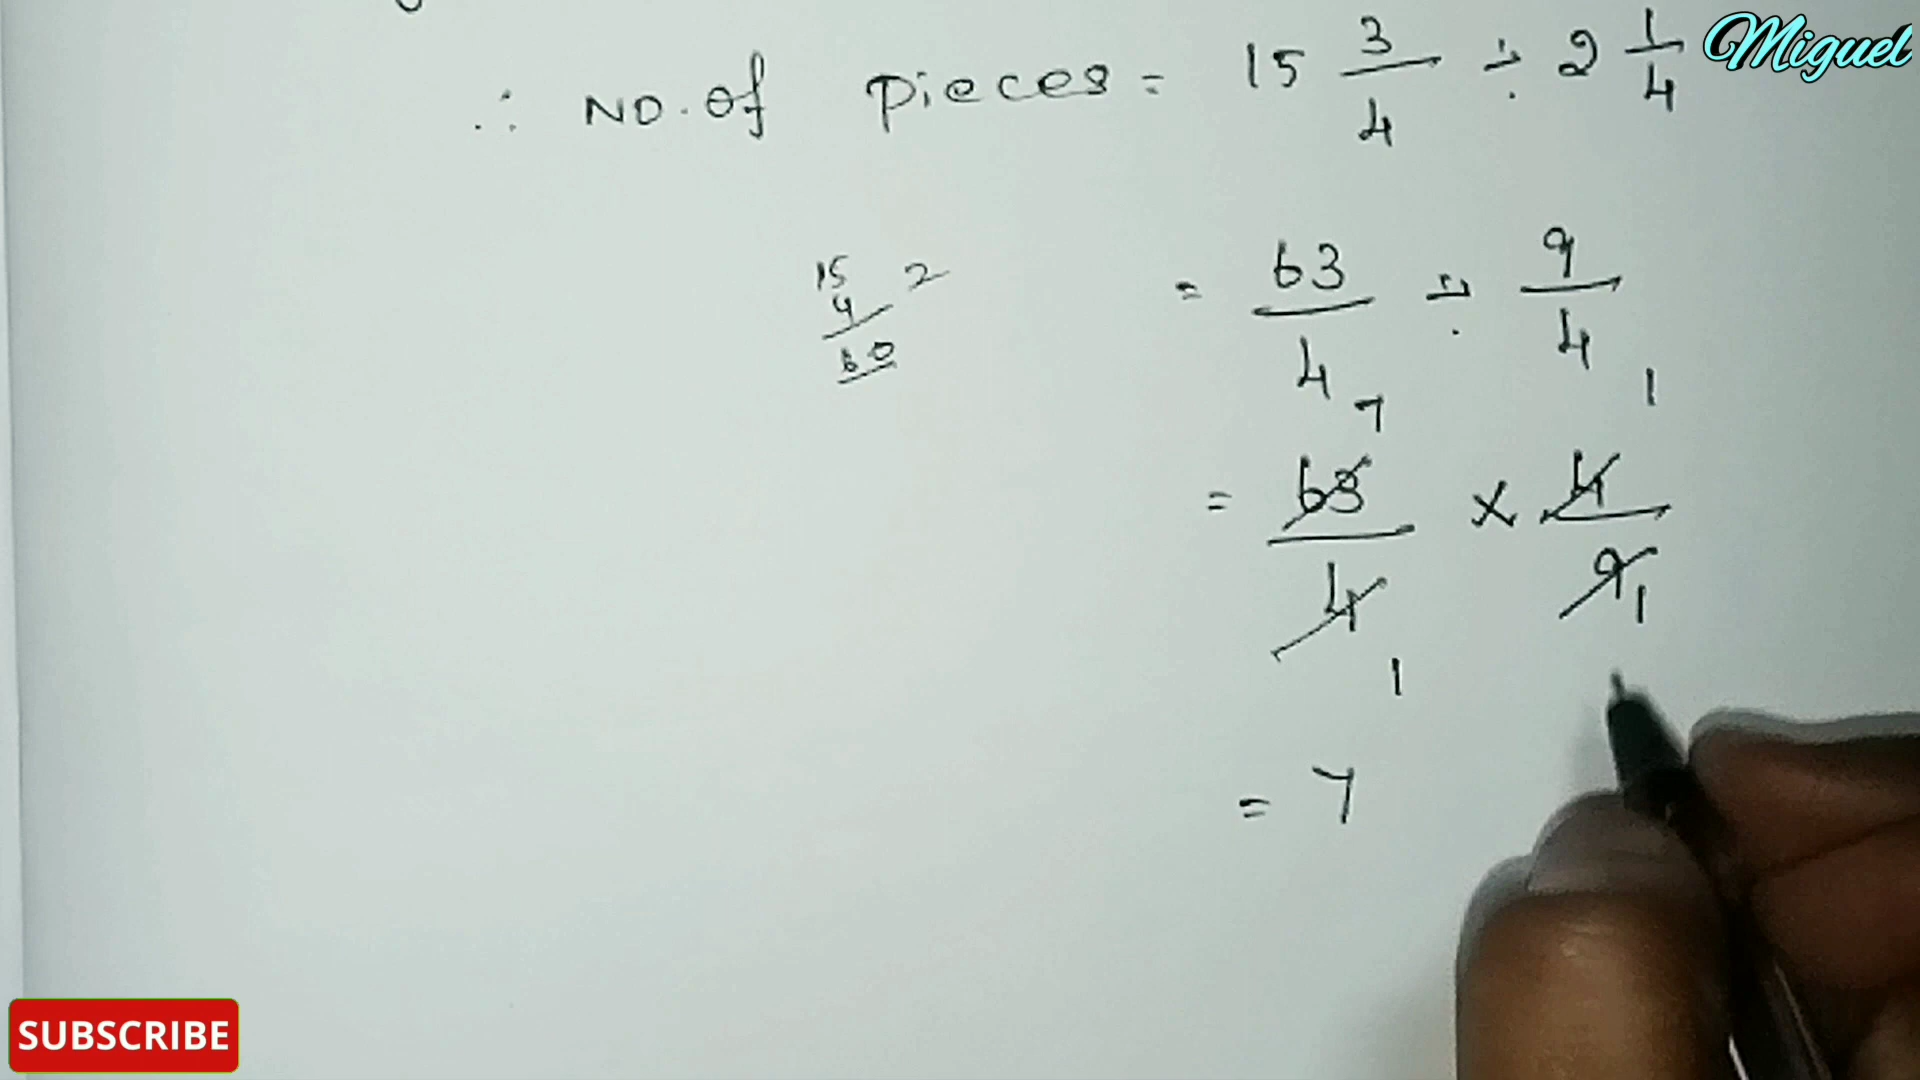 ∴ NO. Of Pieces = 15 3/4 ÷ 2 1/4
Miguel
15 2
4
60
= 63/4 ÷ 9/4
7 1
= 63/4 × 4/9
1 1
= 7
SUBSCRIBE